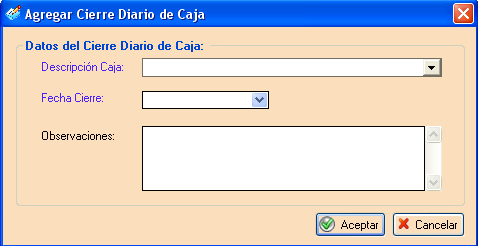 Agregar Cierre Diario de Caja
Datos del Cierre Diario de Caja:
Descripción Caja:
Fecha Cierre:
Observaciones:
Aceptar Cancelar